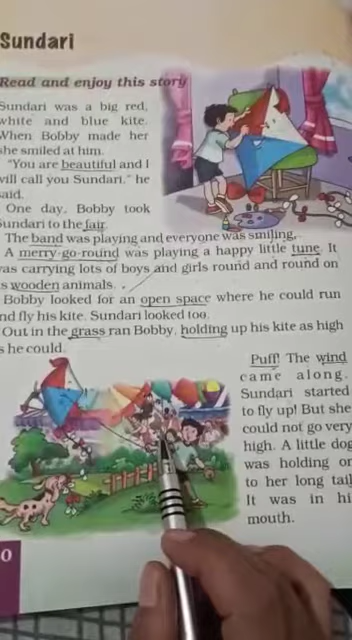 Sundari
Read and enjoy this story
Sundari was a big red,
white and blue kite.
When Bobby made her
she smiled at him.
"You are beautiful and I
will call you Sundari," he
said.
One day, Bobby took
Sundari to the fair.
The band was playing and everyone was smiling.
A merry-go-round was playing a happy little tune. It
was carrying lots of boys and girls round and round on
s wooden animals.
Bobby looked for an open space where he could run
and fly his kite. Sundari looked too.
Out in the grass ran Bobby, holding up his kite as high
s he could.
Puff! The wind
came along.
Sundari started
to fly up! But she
could not go very
high. A little dog
was holding on
to her long tail
It was in hi
mouth.
0